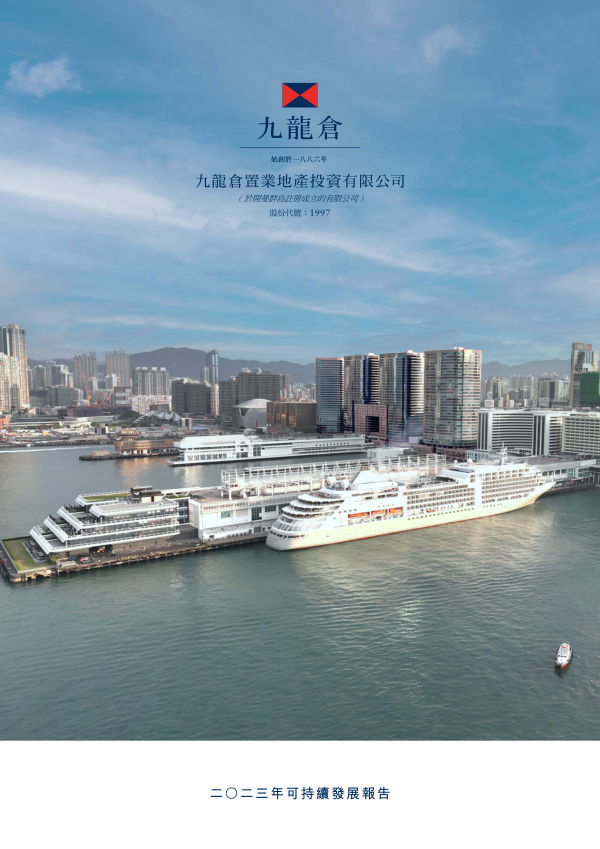 九龍倉
始創於一八八六年
九龍倉置業地產投資有限公司
（於開曼群島註冊成立的有限公司）
股份代號：1997
二〇二三年可持續發展報告